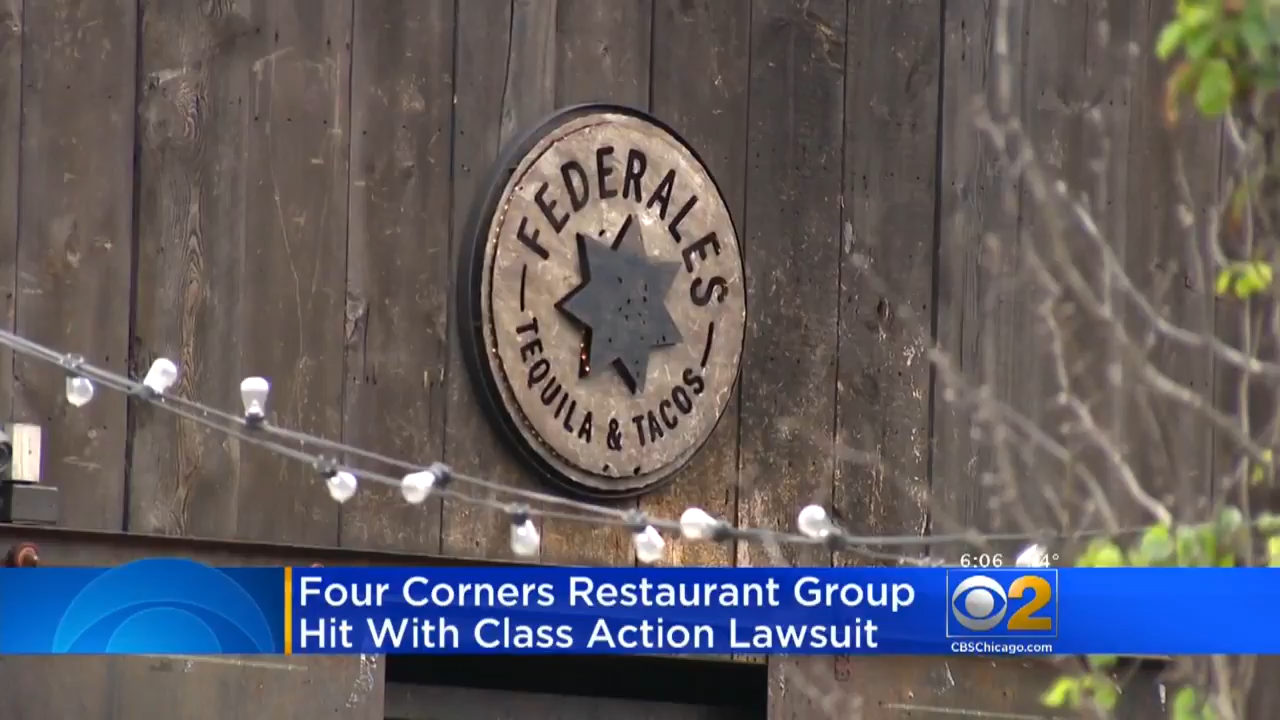 FEDERALES
TEQUILA & TACOS
6:06
Four Corners Restaurant Group
Hit With Class Action Lawsuit
2
CBSChicago.com